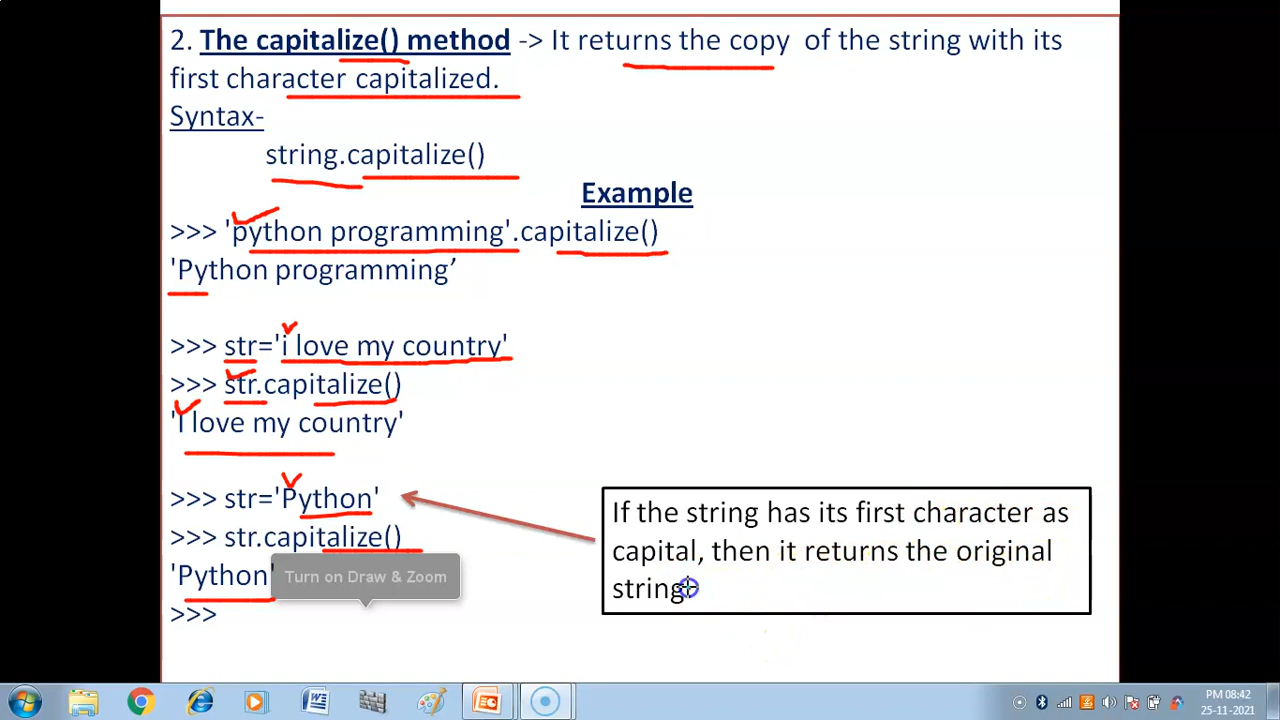 2. The capitalize() method -> It returns the copy of the string with its
first character capitalized.
Syntax-
string.capitalize()
Example
>>> 'python programming'.capitalize()
'Python programming’
>>> str='i love my country'
>>> str.capitalize()
'I love my country'
>>> str='Python'
>>> str.capitalize()
'Python'
>>>
If the string has its first character as
capital, then it returns the original
string
Turn on Draw & Zoom
PM 08:42
25-11-2021